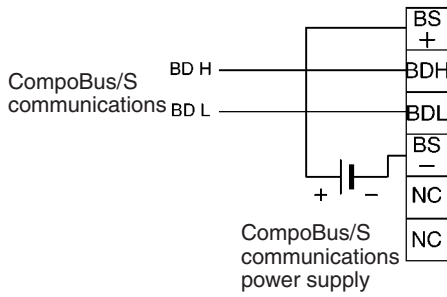 BS
+
BD H
BDH
CompoBus/S
communications
BD L
BDL
BS
−
+ −
NC
CompoBus/S
communications
power supply
NC